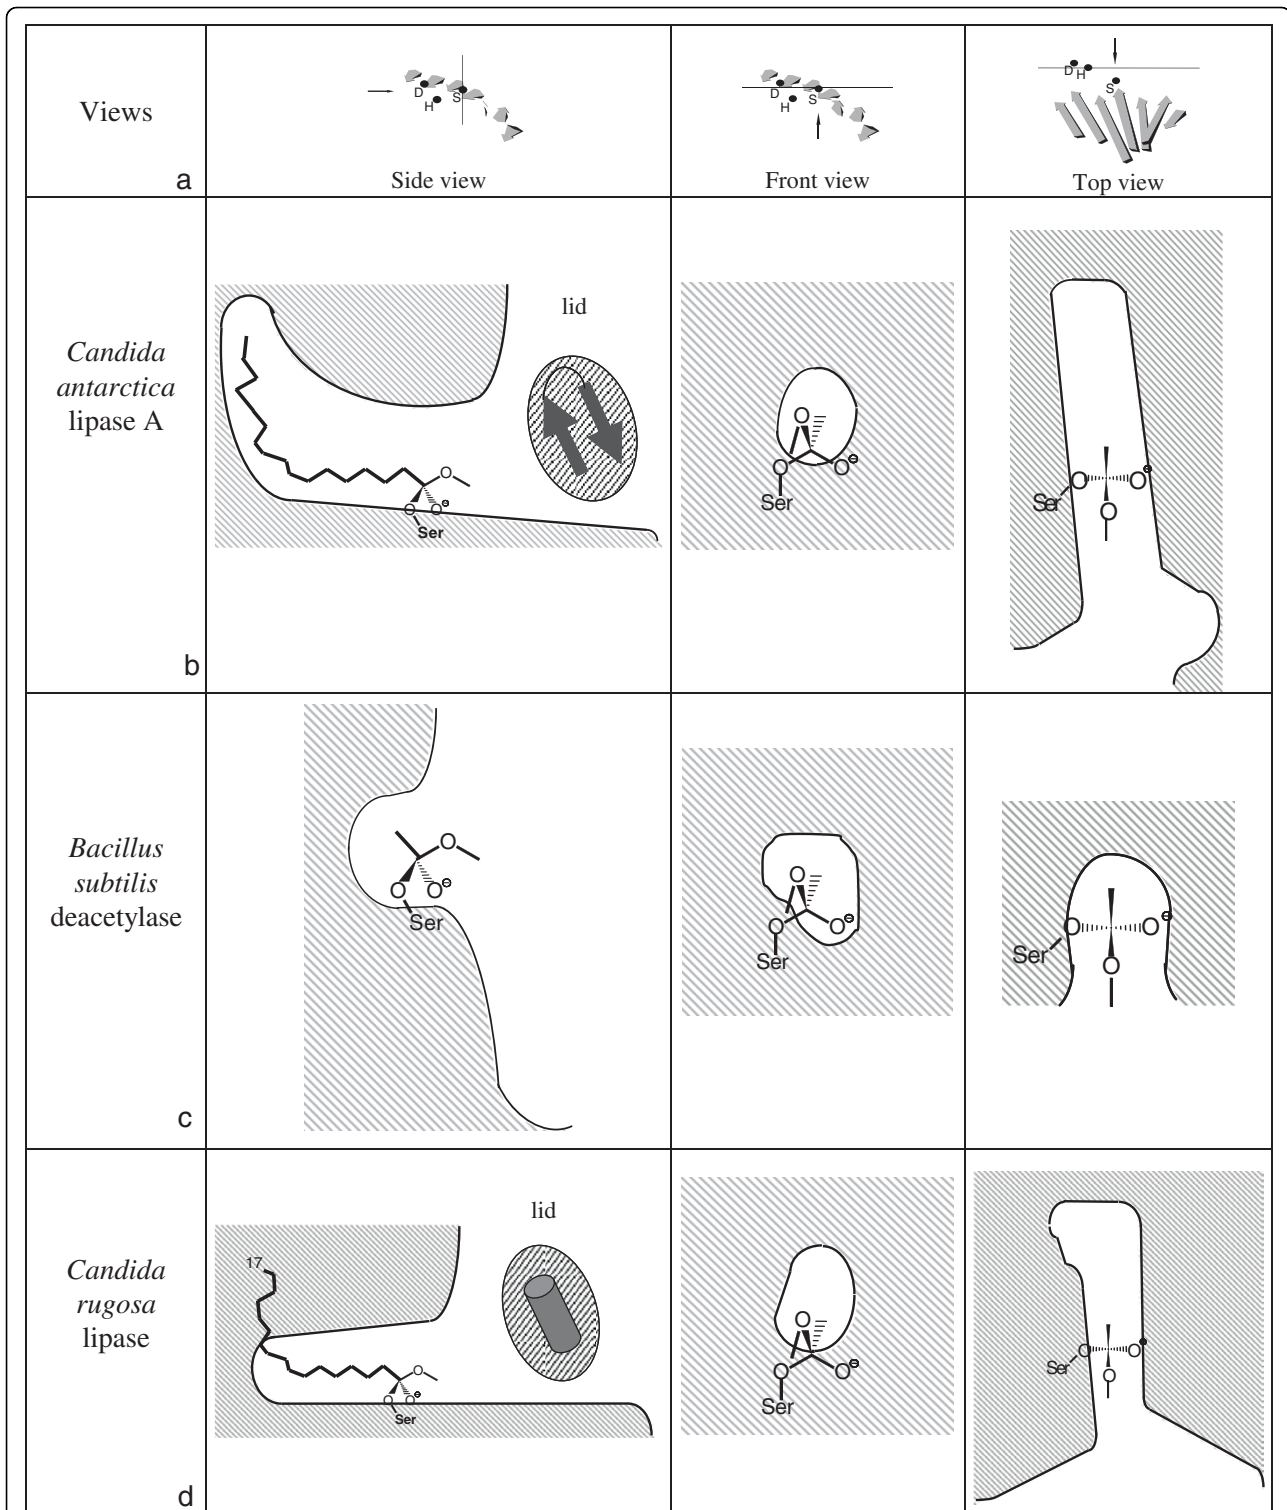 Views
a
D
H
S
Side view
D
H
S
Front view
D
H
S
Top view
Candida
antarctica
lipase A
b
lid
O
O
O
⊖
Ser
O
O
O
⊖
Ser
O
O
⊖
Ser
O
Bacillus
subtilis
deacetylase
c
O
O
O
⊖
Ser
O
O
O
⊖
Ser
O
O
⊖
Ser
O
Candida
rugosa
lipase
d
lid
17
O
O
O
⊖
Ser
O
O
O
⊖
Ser
O
O
⊖
Ser
O